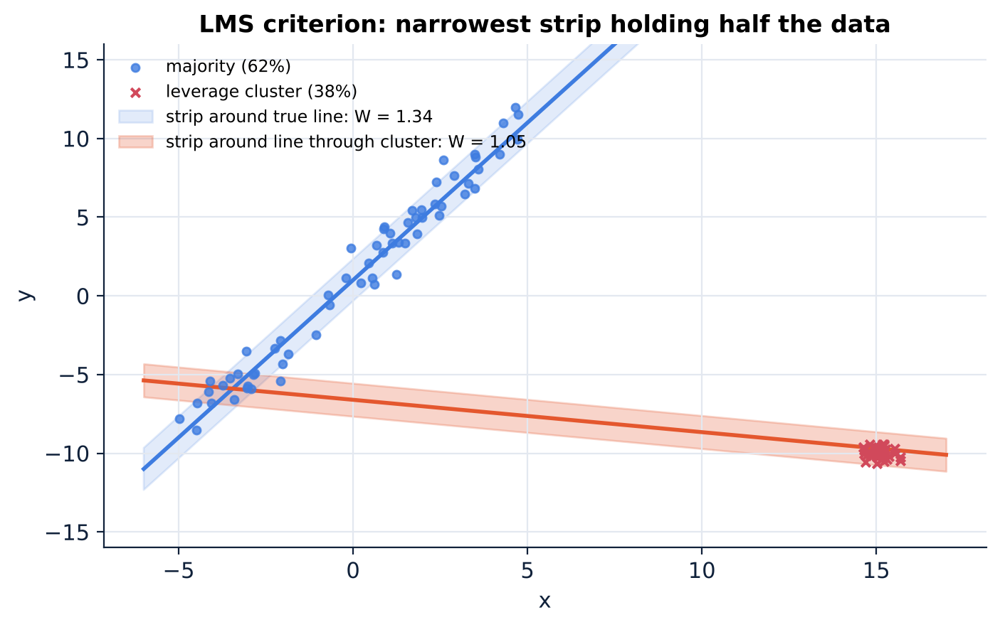 LMS criterion: narrowest strip holding half the data
majority (62%)
leverage cluster (38%)
strip around true line: W = 1.34
strip around line through cluster: W = 1.05
15
10
5
0
−5
−10
−15
y
−5
0
5
10
15
x